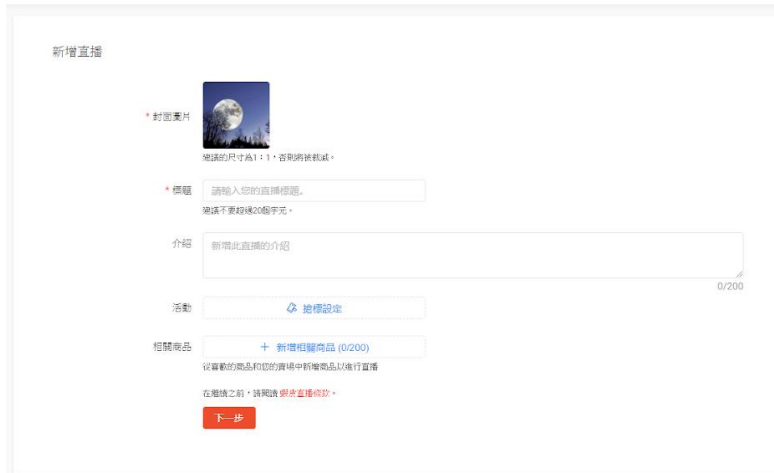 新增直播
* 封面圖片
建議的尺寸為1：1，否則將被裁減。
* 標題
請輸入您的直播標題。
建議不要超過20個字元。
介紹
新增此直播的介紹
0/200
活動
搶標設定
相關商品
+ 新增相關商品 (0/200)
從喜歡的商品和您的賣場中新增商品以進行直播
在繼續之前，請閱讀 蝦皮直播條款。
下一步